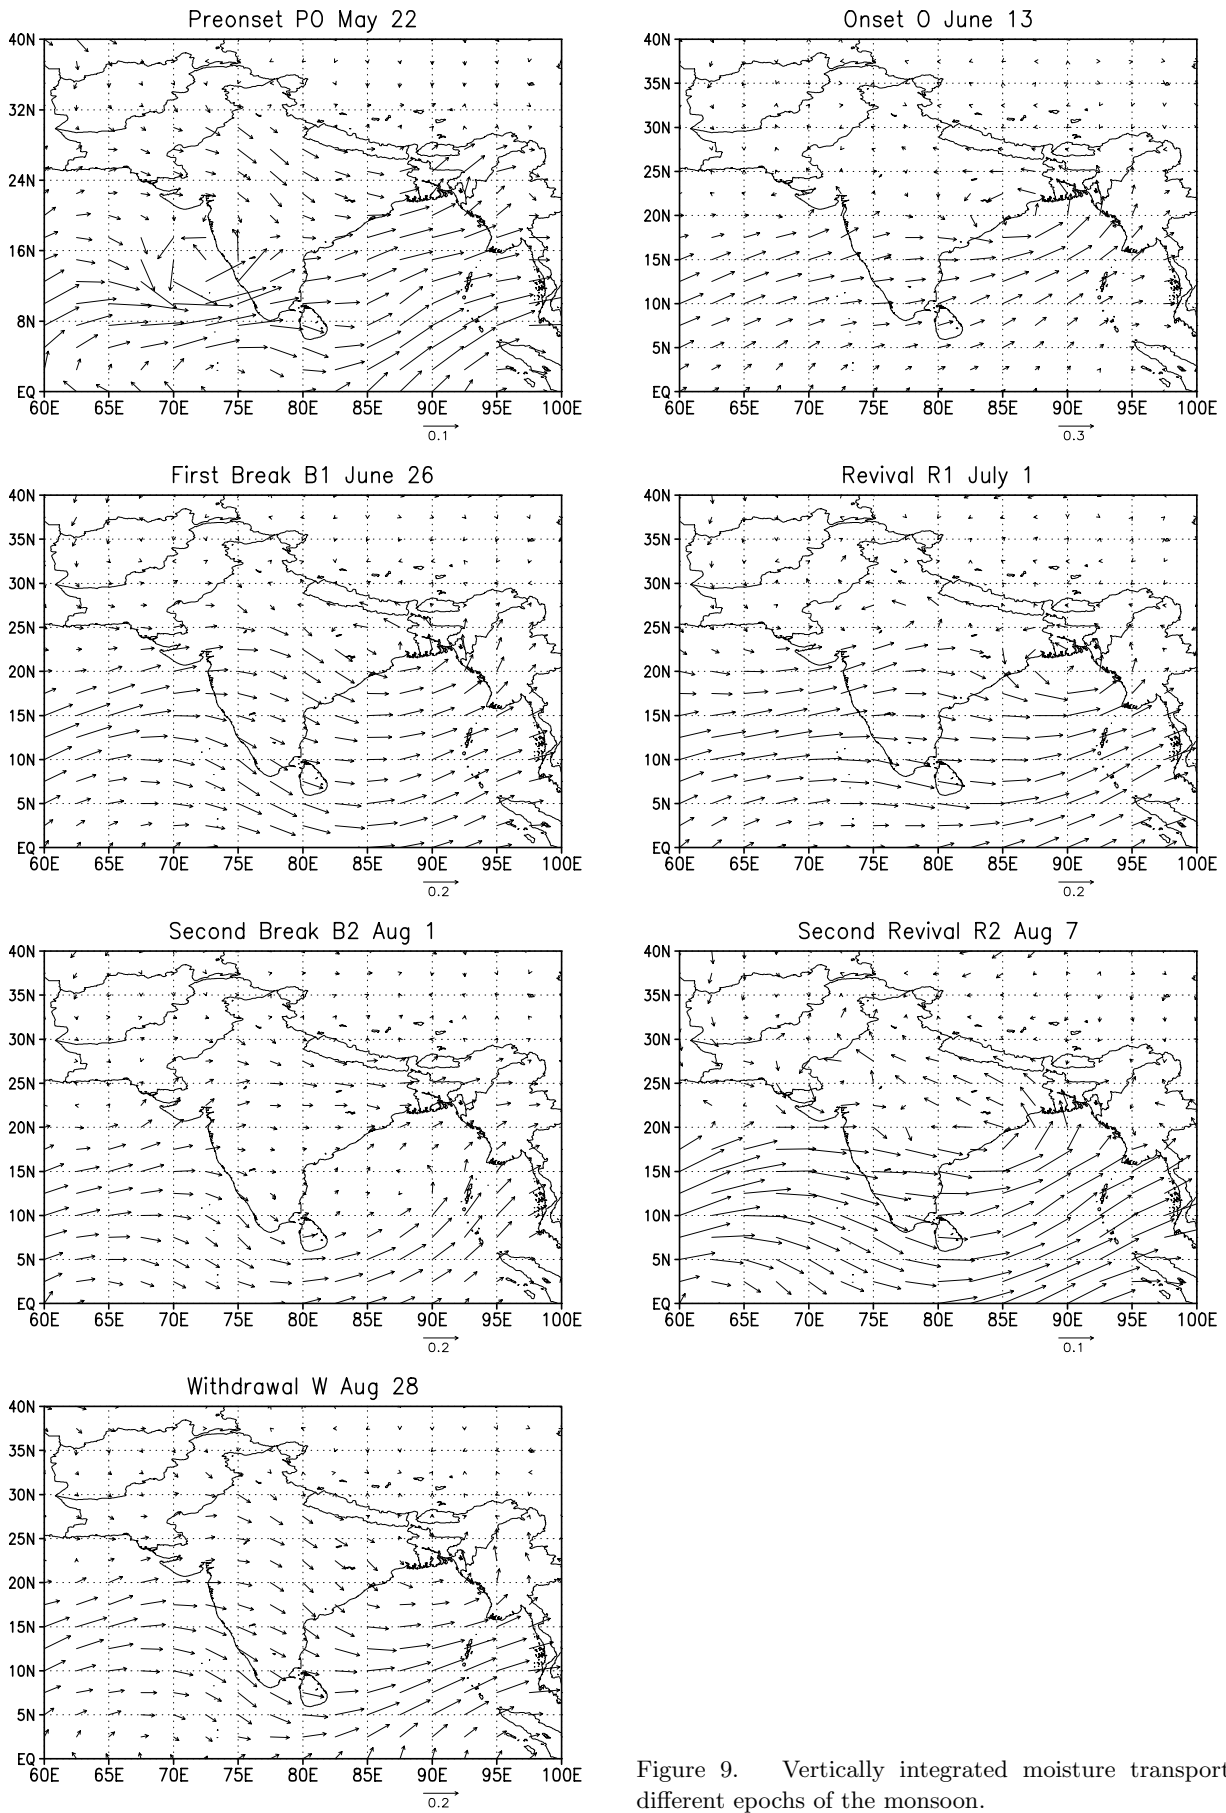 Preonset PO May 22
40N
32N
24N
16N
8N
EQ
60E 65E 70E 75E 80E 85E 90E 95E 100E
0.1
Onset O June 13
40N
35N
30N
25N
20N
15N
10N
5N
EQ
60E 65E 70E 75E 80E 85E 90E 95E 100E
0.3
First Break B1 June 26
40N
35N
30N
25N
20N
15N
10N
5N
EQ
60E 65E 70E 75E 80E 85E 90E 95E 100E
0.2
Revival R1 July 1
40N
35N
30N
25N
20N
15N
10N
5N
EQ
60E 65E 70E 75E 80E 85E 90E 95E 100E
0.2
Second Break B2 Aug 1
40N
35N
30N
25N
20N
15N
10N
5N
EQ
60E 65E 70E 75E 80E 85E 90E 95E 100E
0.2
Second Revival R2 Aug 7
40N
35N
30N
25N
20N
15N
10N
5N
EQ
60E 65E 70E 75E 80E 85E 90E 95E 100E
0.1
Withdrawal W Aug 28
40N
35N
30N
25N
20N
15N
10N
5N
EQ
60E 65E 70E 75E 80E 85E 90E 95E 100E
0.2
Figure 9. Vertically integrated moisture transport
different epochs of the monsoon.